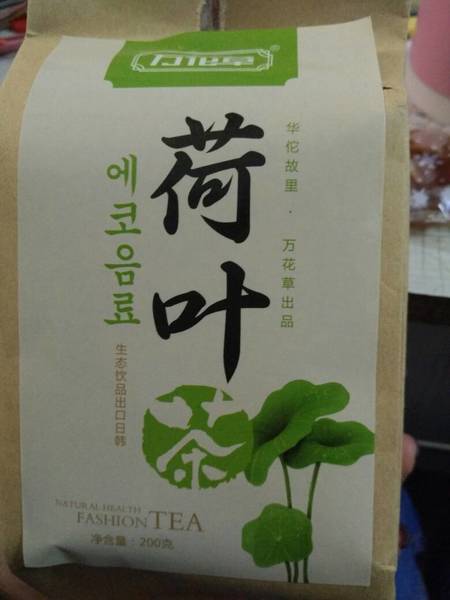 万花草®
荷叶
茶
에코음료
华佗故里·万花草出品
生态饮品出口日韩
NATURAL HEALTH
FASHION TEA
净含量：200克